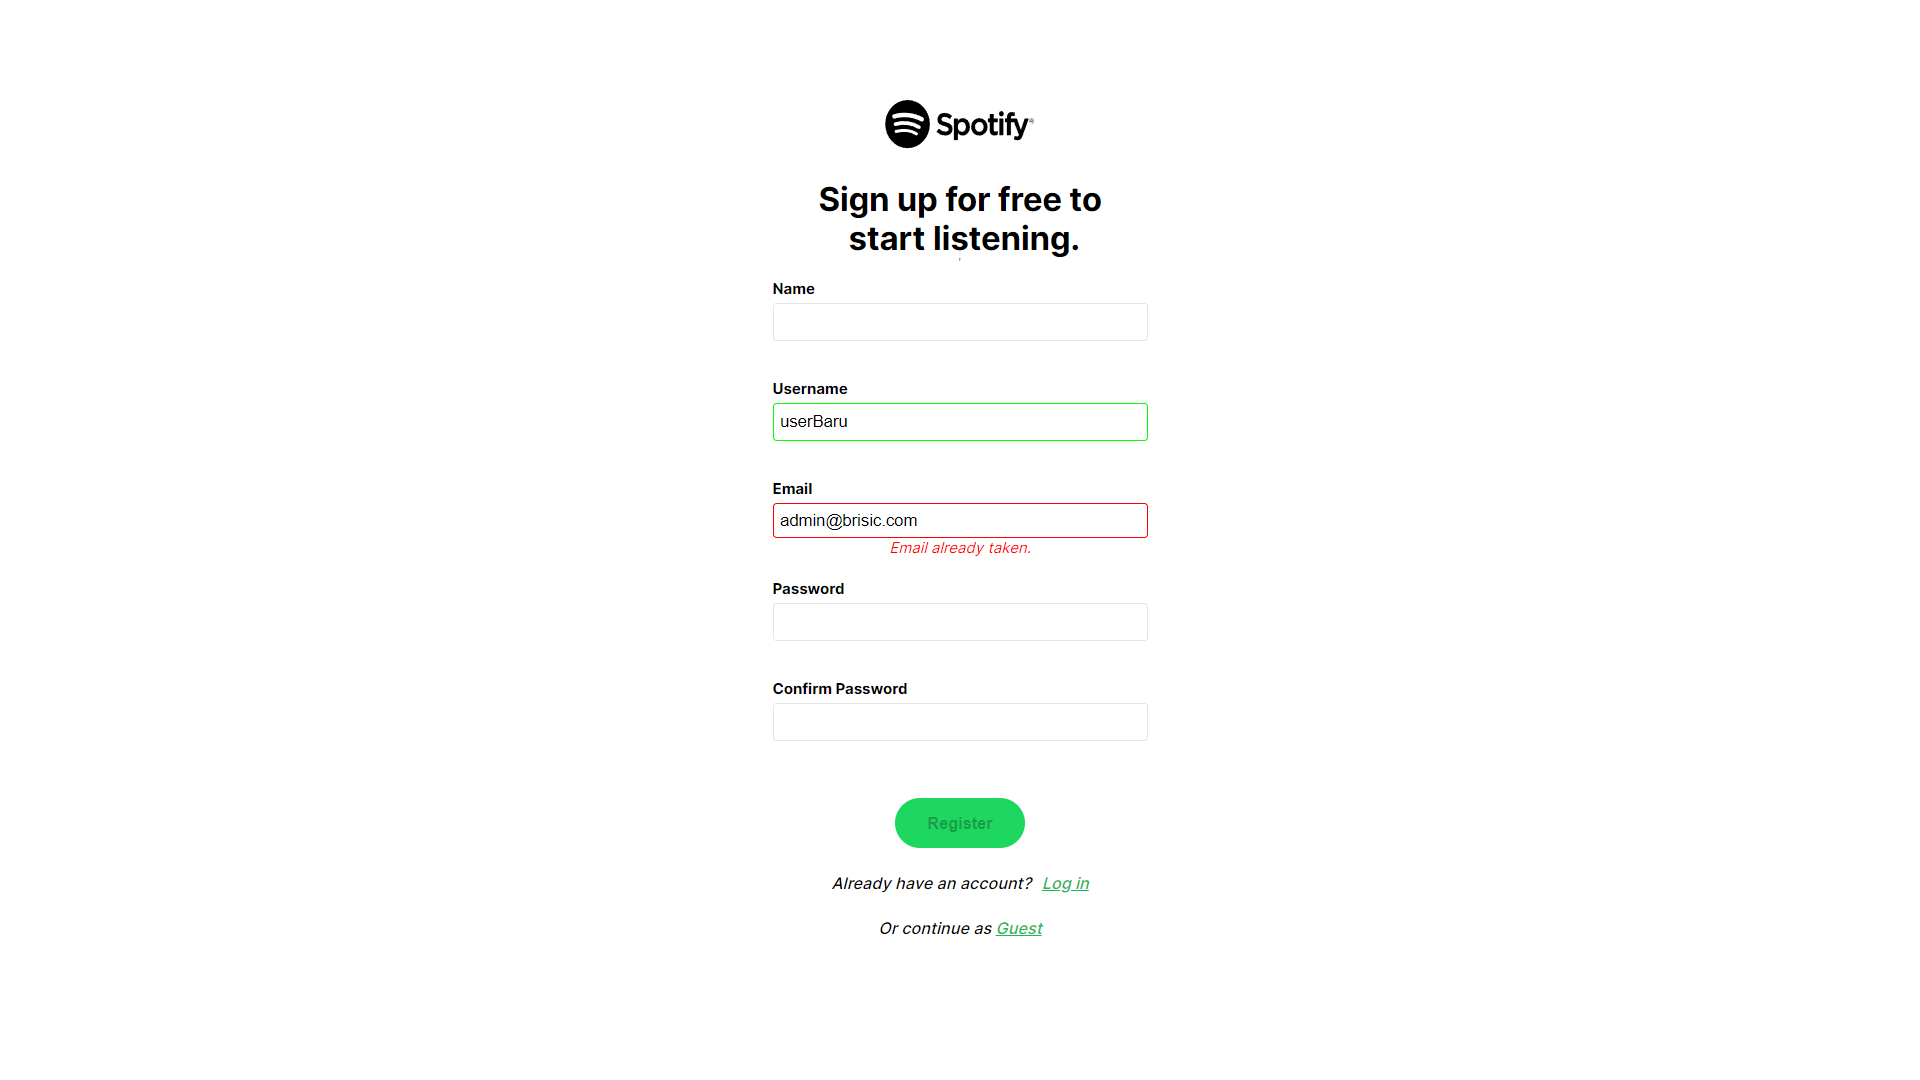 Spotify®
Sign up for free to
start listening.
Name
Username
userBaru
Email
admin@brisic.com
Email already taken.
Password
Confirm Password
Register
Already have an account? Log in
Or continue as Guest